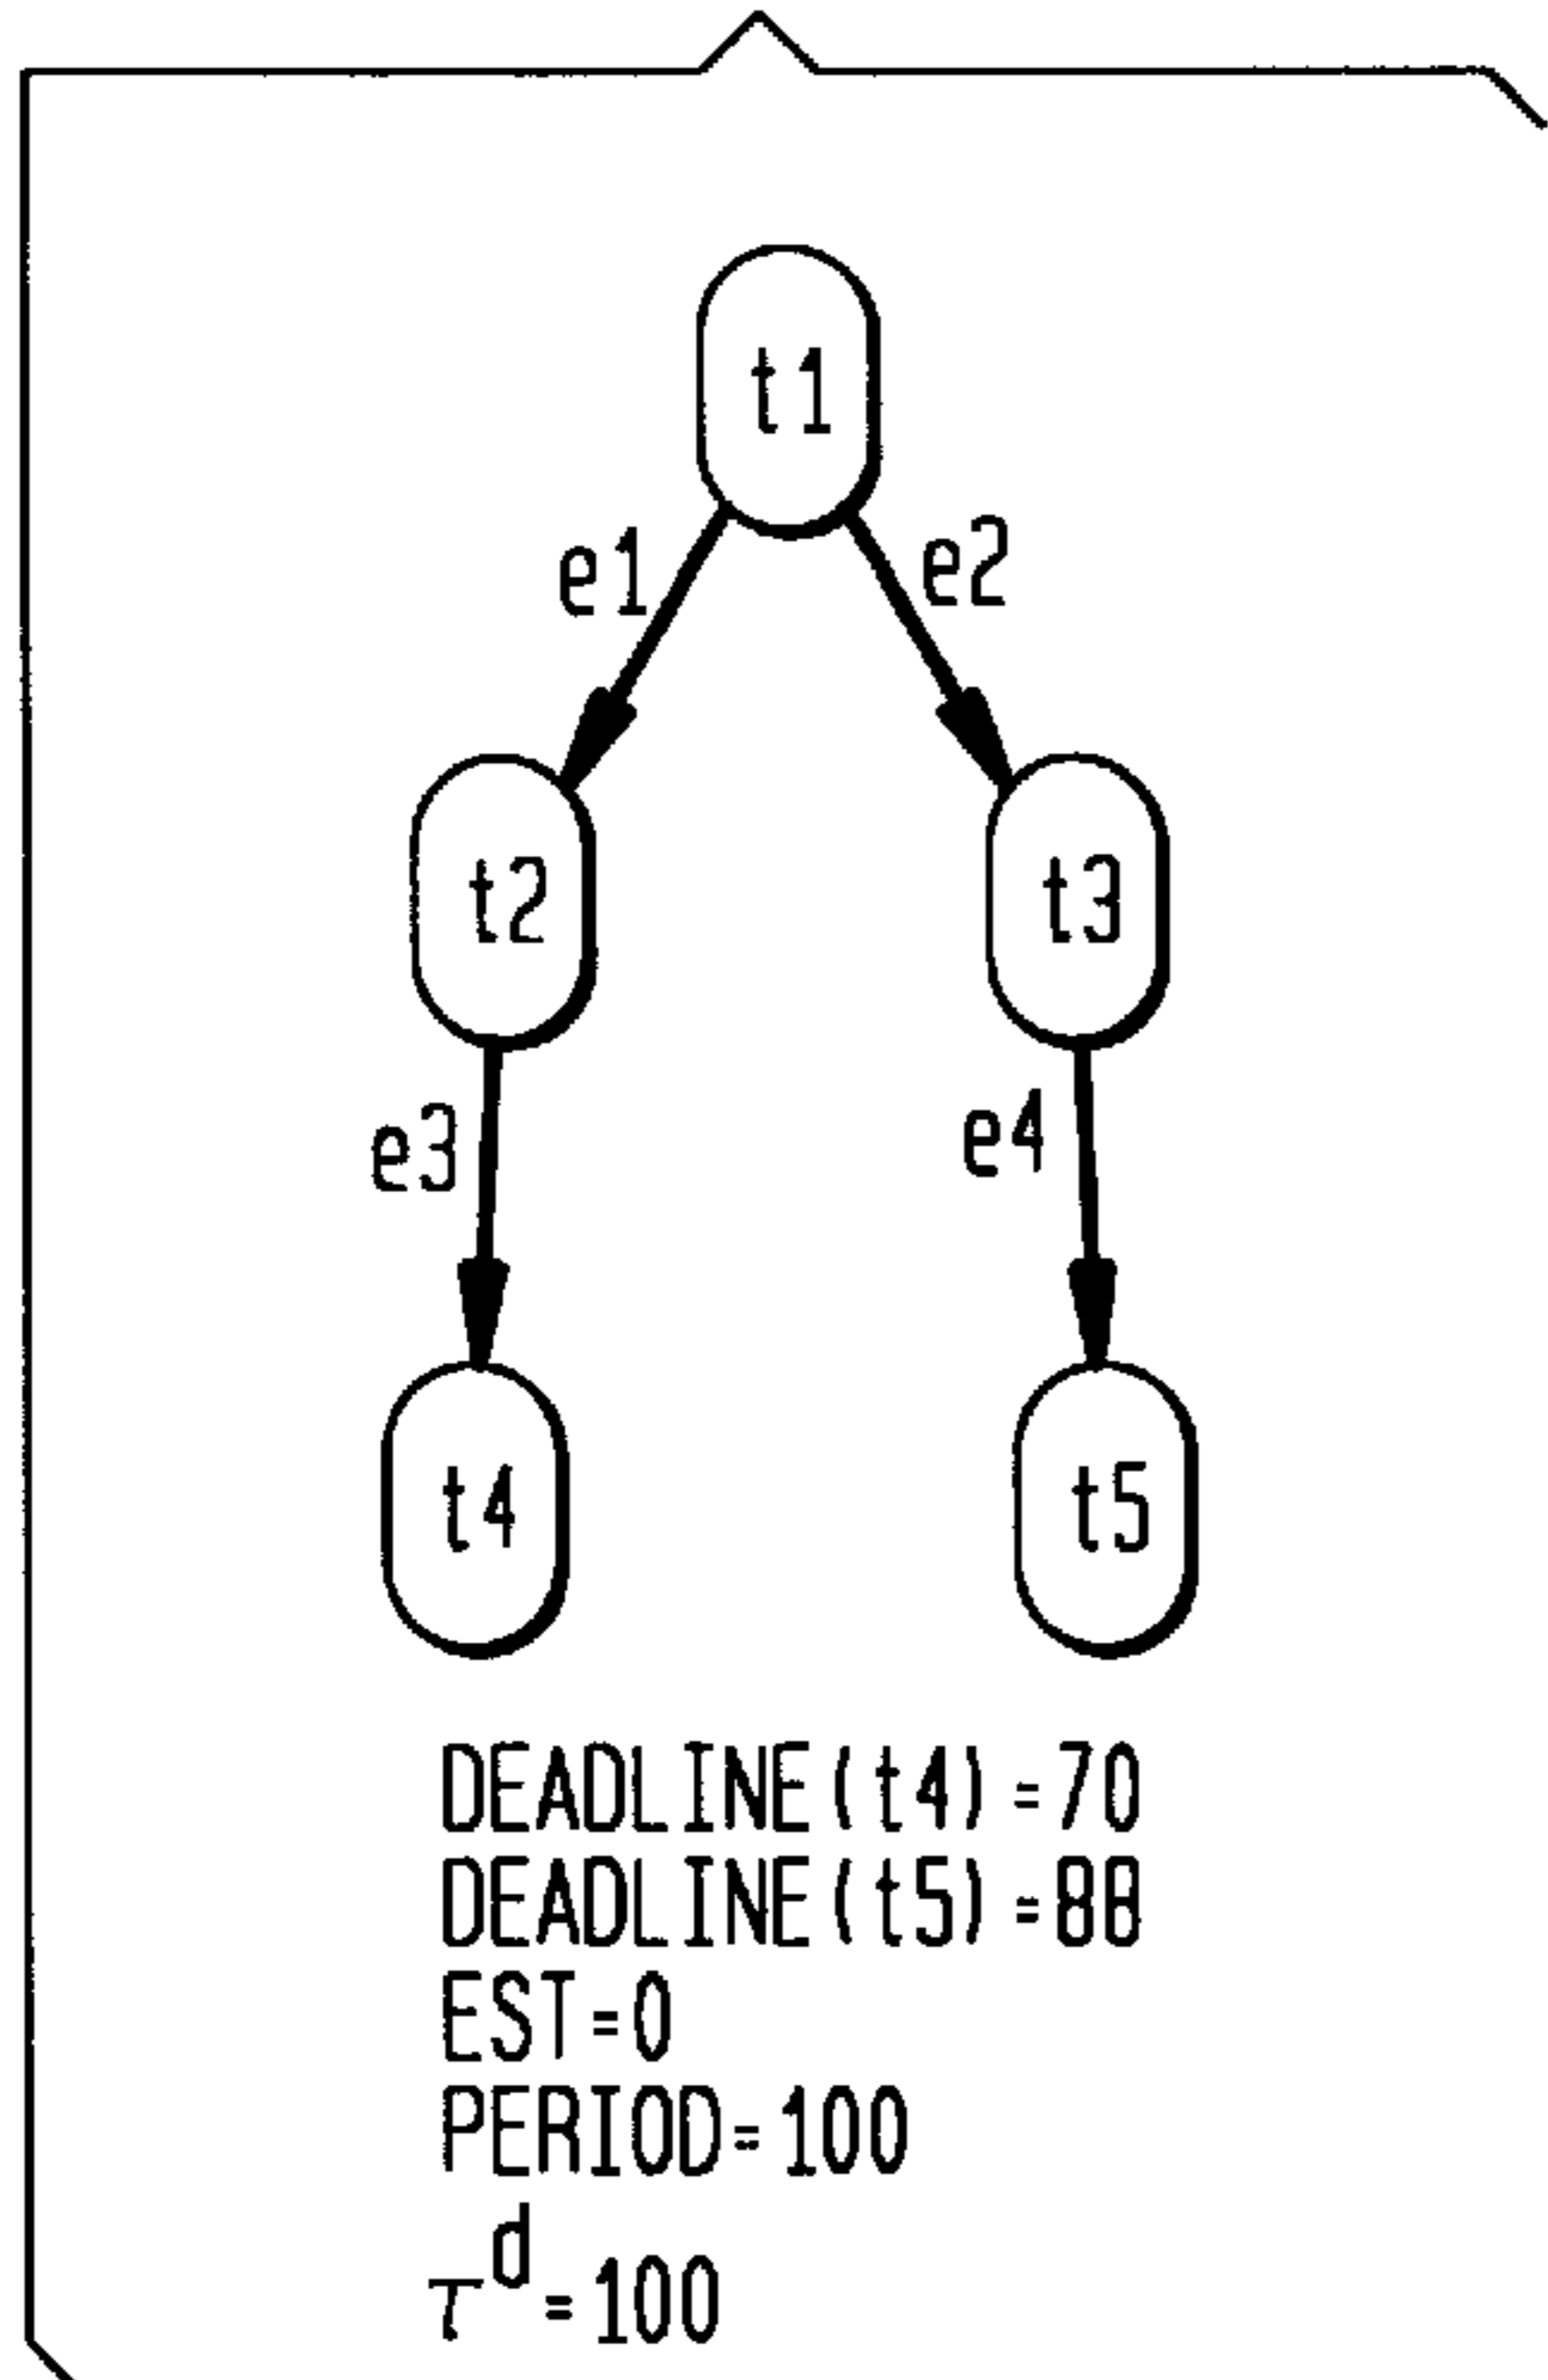 t1
e1
e2
t2
t3
e3
e4
t4
t5
DEADLINE(t4)=70
DEADLINE(t5)=88
EST=0
PERIOD=100
τ^d=100